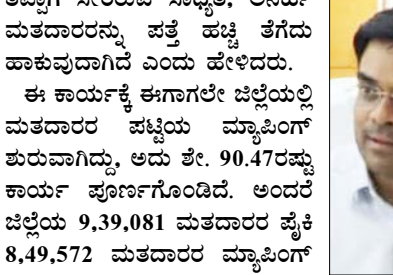 ಮತದಾರರನ್ನು ಪತ್ತೆ ಹಚ್ಚಿ ತೆಗೆದು
ಹಾಕುವುದಾಗಿದೆ ಎಂದು ಹೇಳಿದರು.
ಈ ಕಾರ್ಯಕ್ಕೆ ಈಗಾಗಲೇ ಜಿಲ್ಲೆಯಲ್ಲಿ
ಮತದಾರರ ಪಟ್ಟಿಯ ಮ್ಯಾಪಿಂಗ್
ಶುರುವಾಗಿದ್ದು, ಅದು ಶೇ. 90.47ರಷ್ಟು
ಕಾರ್ಯ ಪೂರ್ಣಗೊಂಡಿದೆ. ಅಂದರೆ
ಜಿಲ್ಲೆಯ 9,39,081 ಮತದಾರರ ಪೈಕಿ
8,49,572 ಮತದಾರರ ಮ್ಯಾಪಿಂಗ್